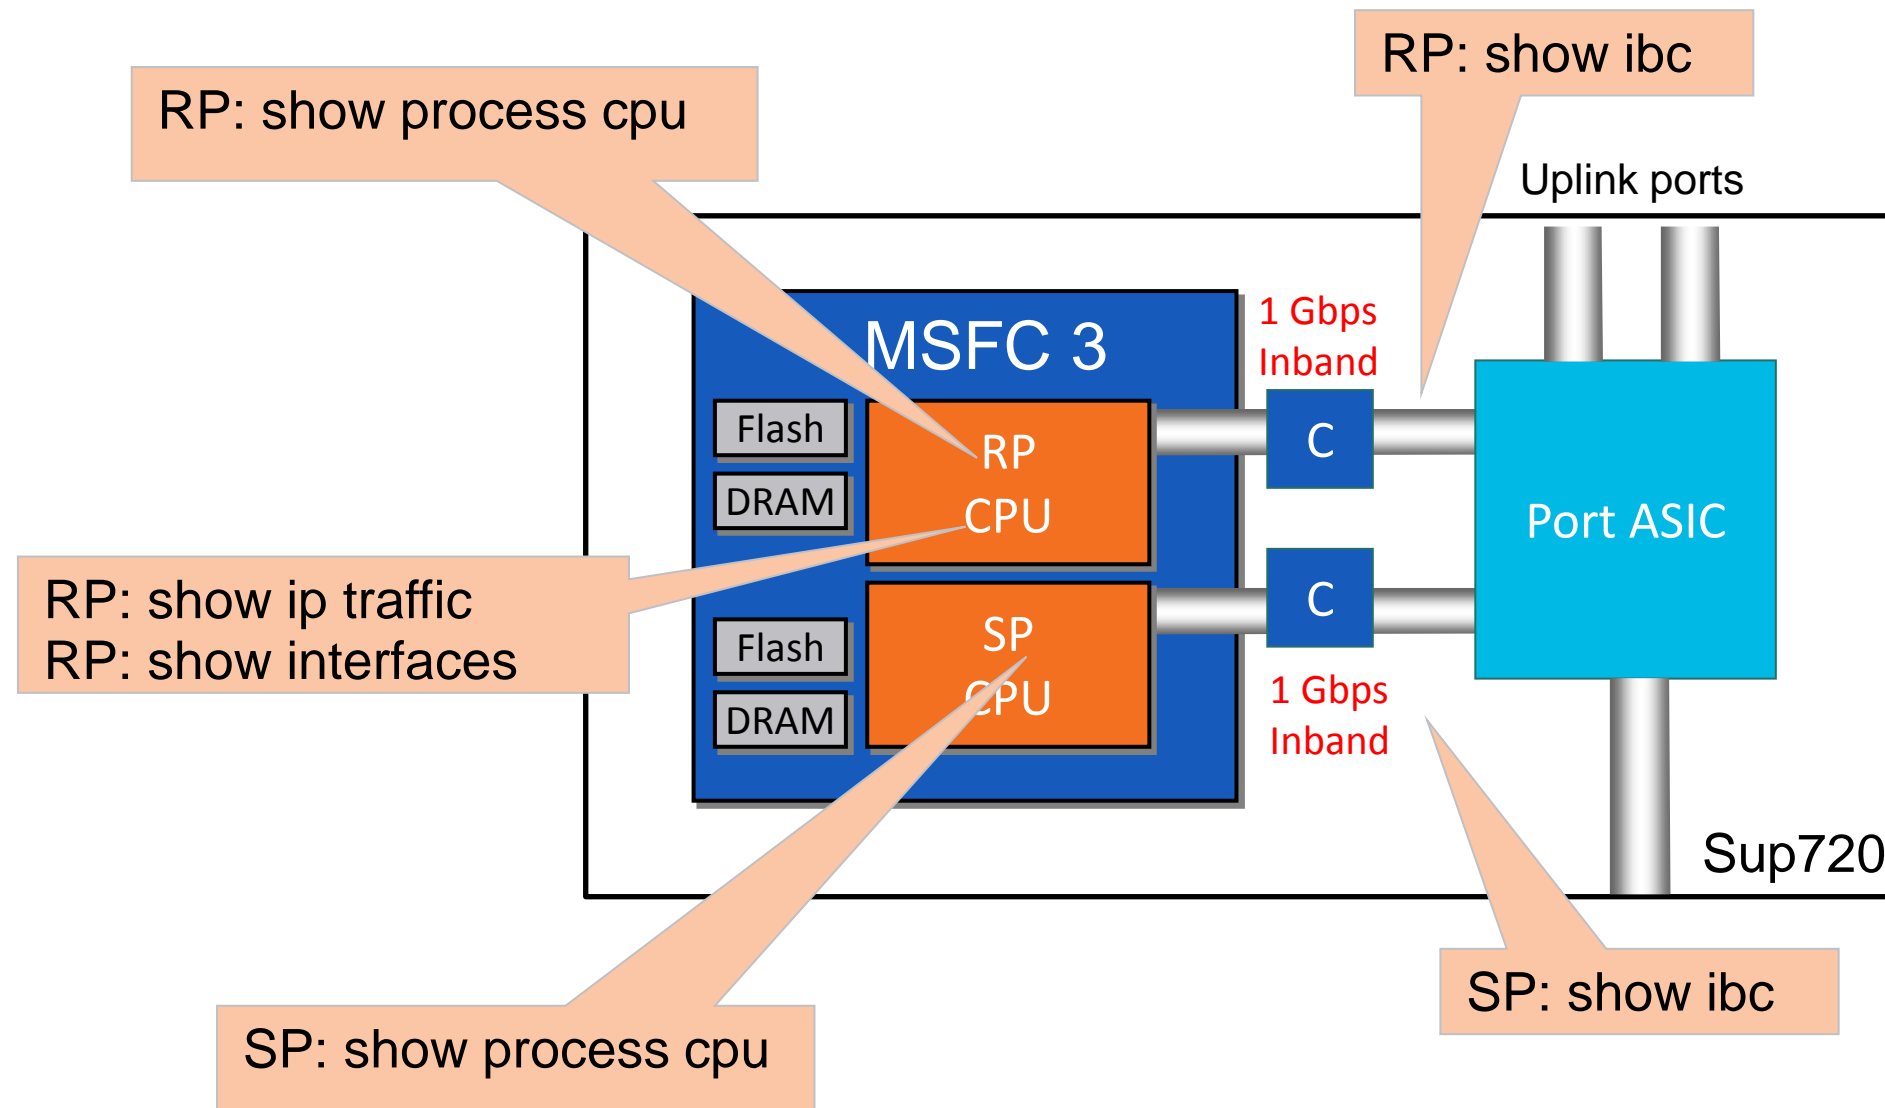 RP: show ibc
RP: show process cpu
Uplink ports
1 Gbps
Inband
MSFC 3
Flash
DRAM
RP
CPU
C
Port ASIC
RP: show ip traffic
RP: show interfaces
Flash
DRAM
SP
CPU
C
1 Gbps
Inband
Sup720
SP: show ibc
SP: show process cpu